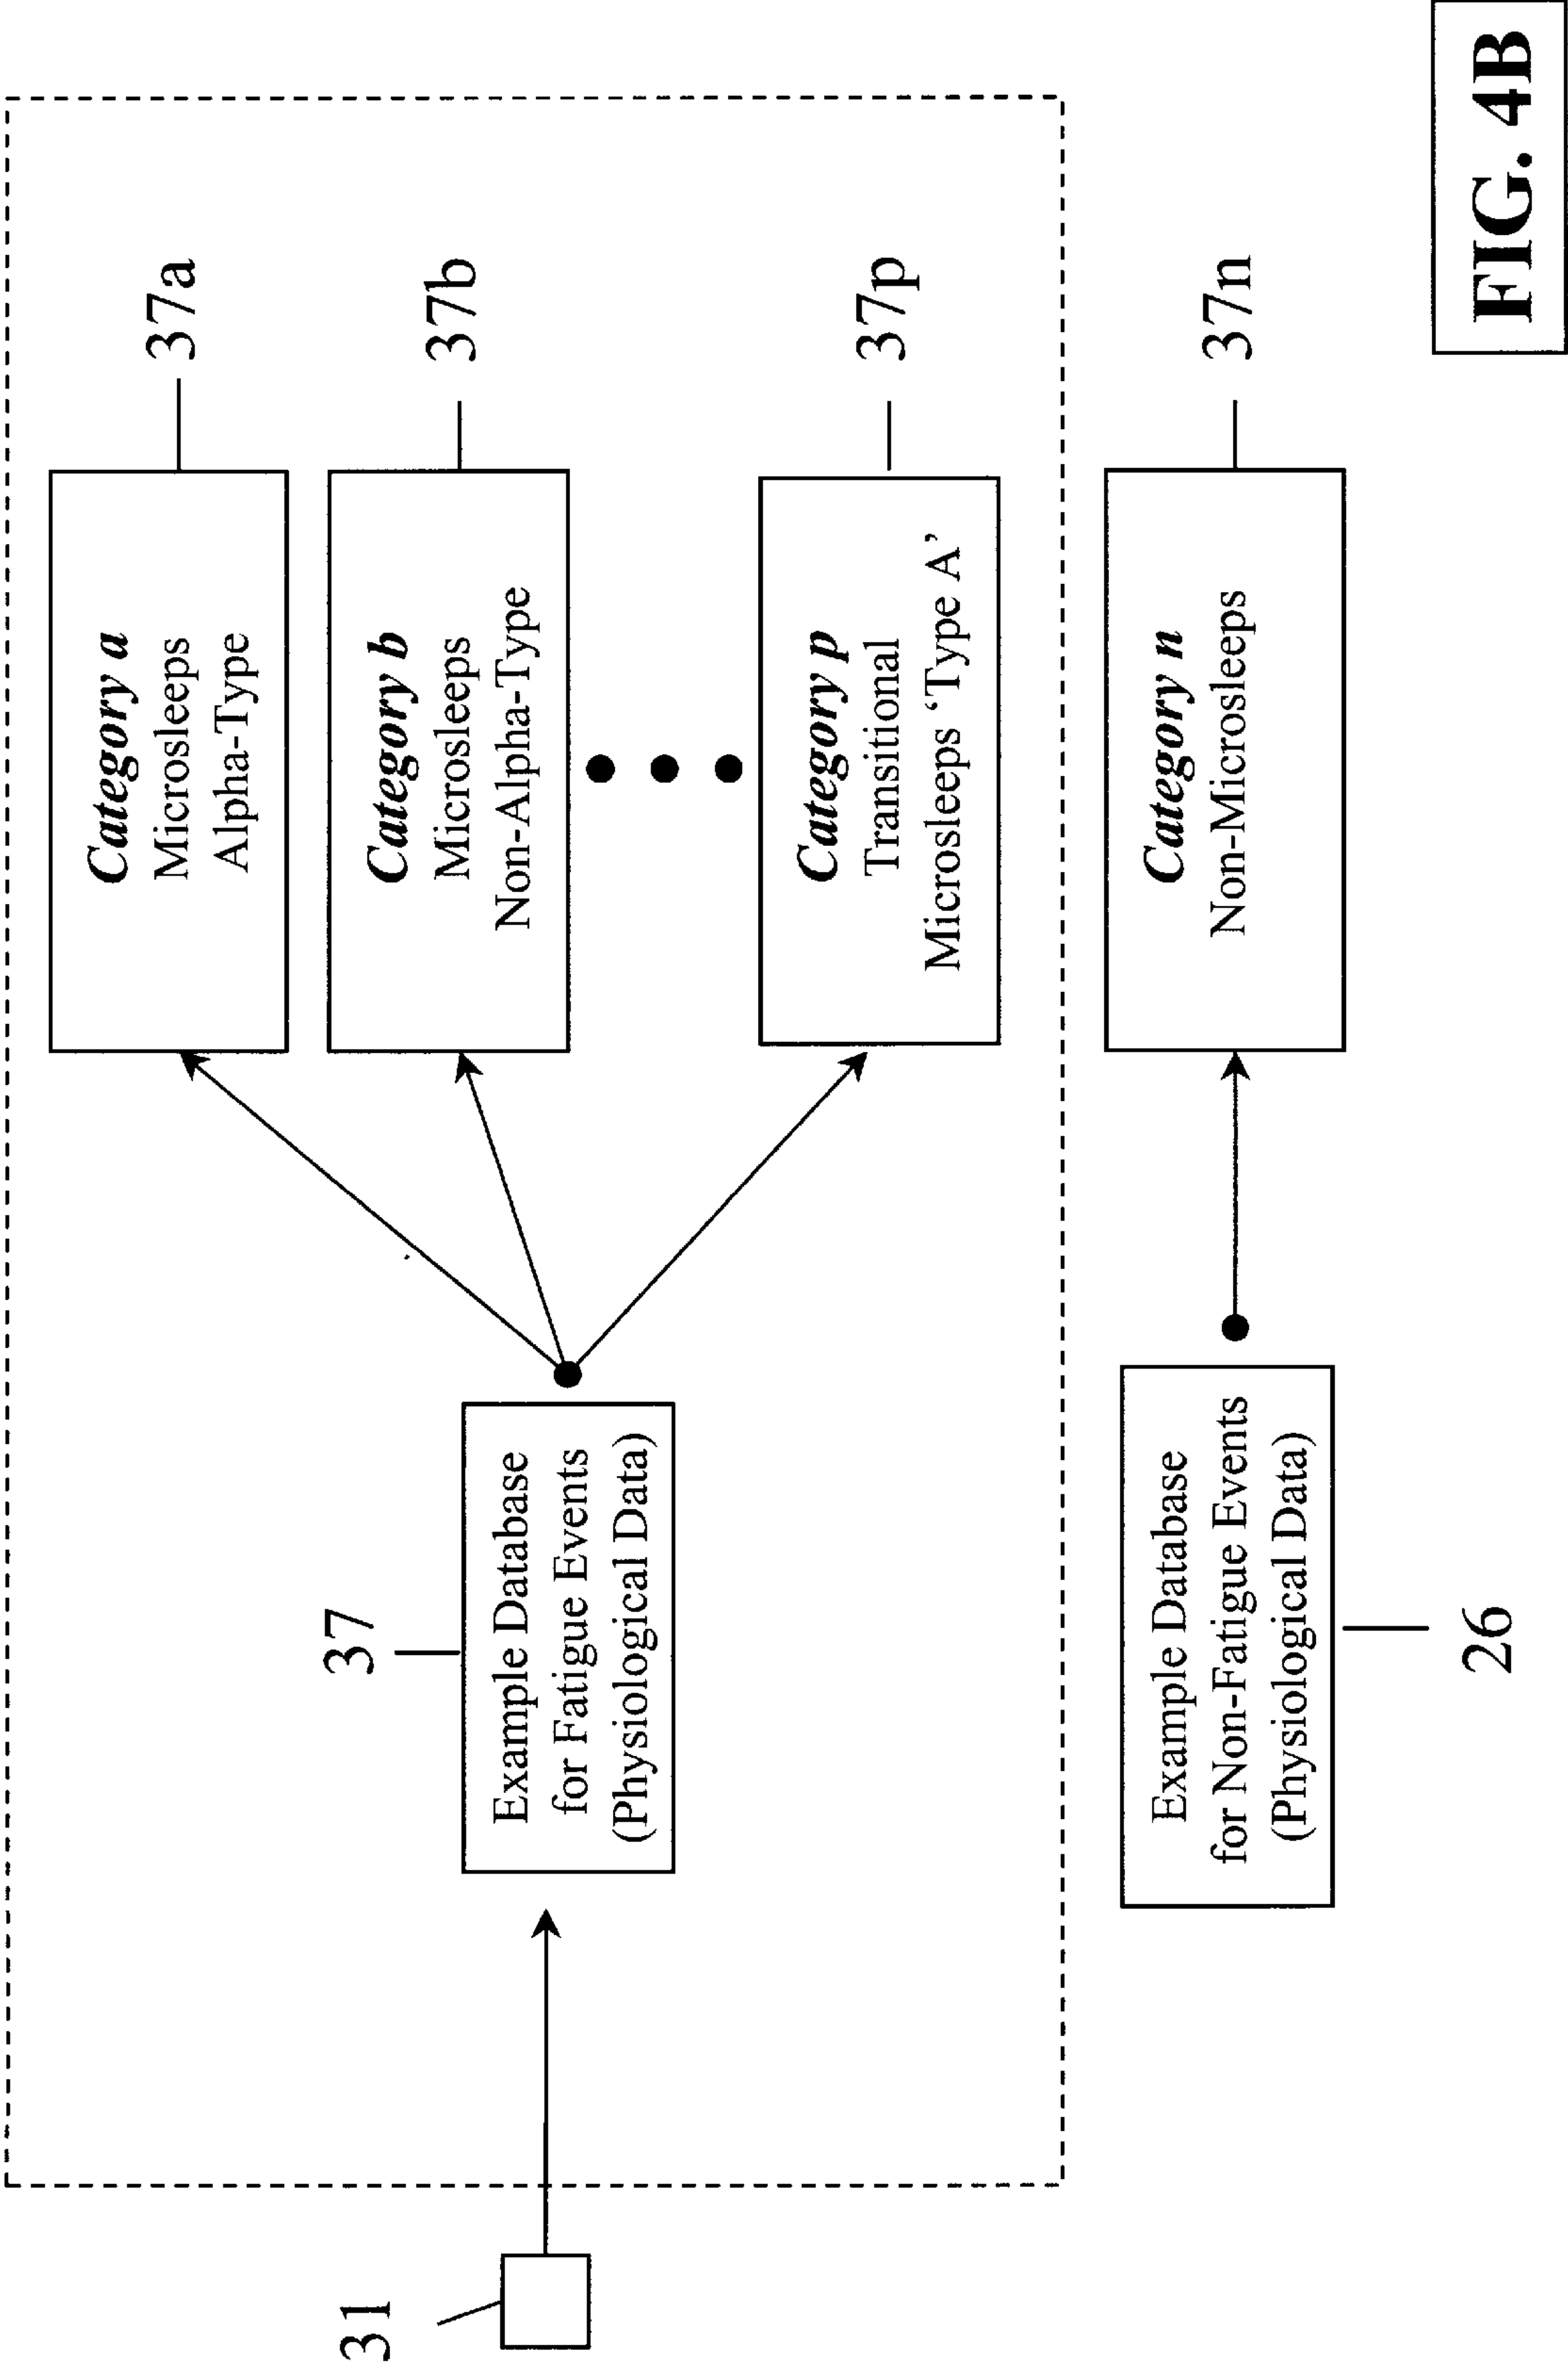 31
37
Example Database
for Fatigue Events
(Physiological Data)
Category a
Microsleeps
Alpha-Type
37a
Category b
Microsleeps
Non-Alpha-Type
37b
Category p
Transitional
Microsleeps ‘Type A’
37p
Example Database
for Non-Fatigue Events
(Physiological Data)
26
Category n
Non-Microsleeps
37n
FIG. 4B